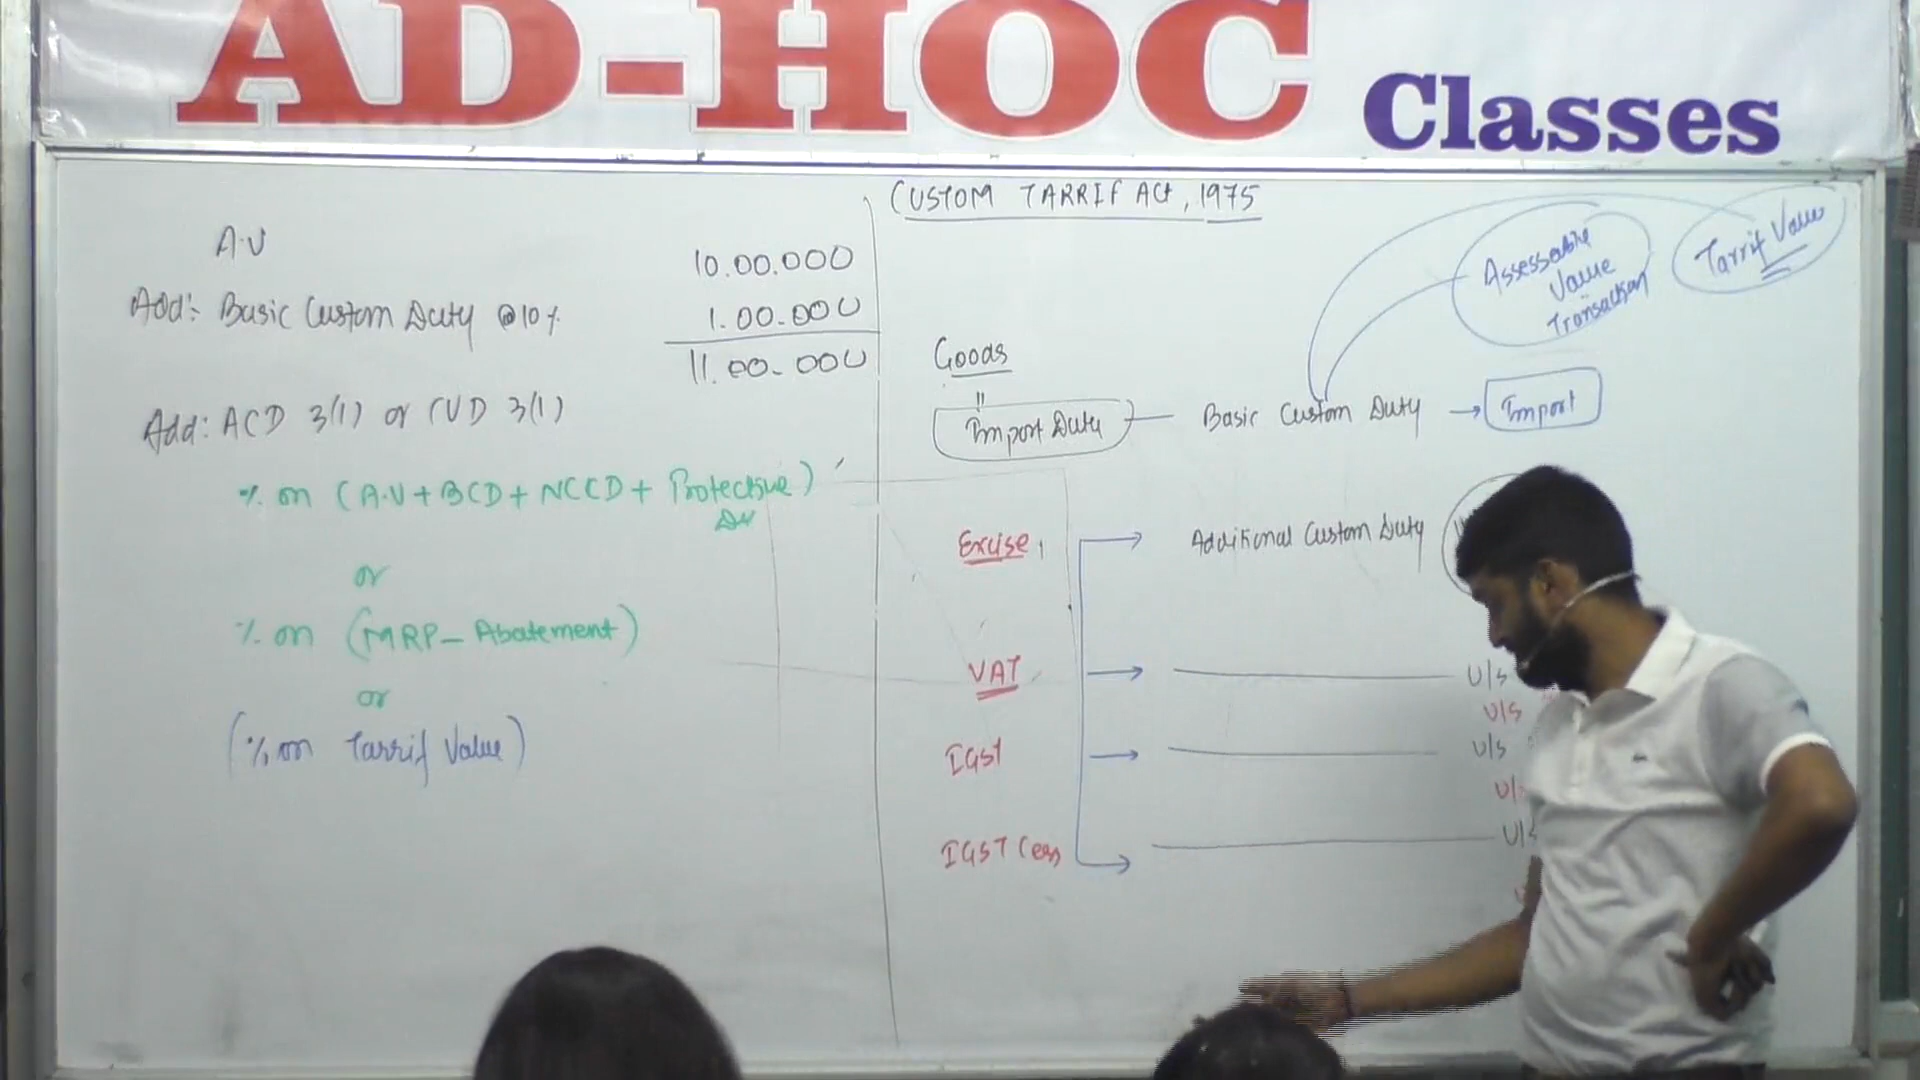 AD-HOC Classes
CUSTOM TARRIF ACT, 1975
A.V 10.00.000
Add:- Basic Custom Duty @10% 1.00.000
11.00.000
Add: ACD 3(1) or CVD 3(1)
% on (A.V + BCD + NCCD + Protective)
or
% on (MRP - Abatement)
or
(% on Tarrif Value)
Assessable
Value
Transaction
Tarrif Value
Goods
Import Duty Basic Custom Duty → Import
Excise Additional Custom Duty
VAT U/s
U/s
IGST U/s
IGST Cess